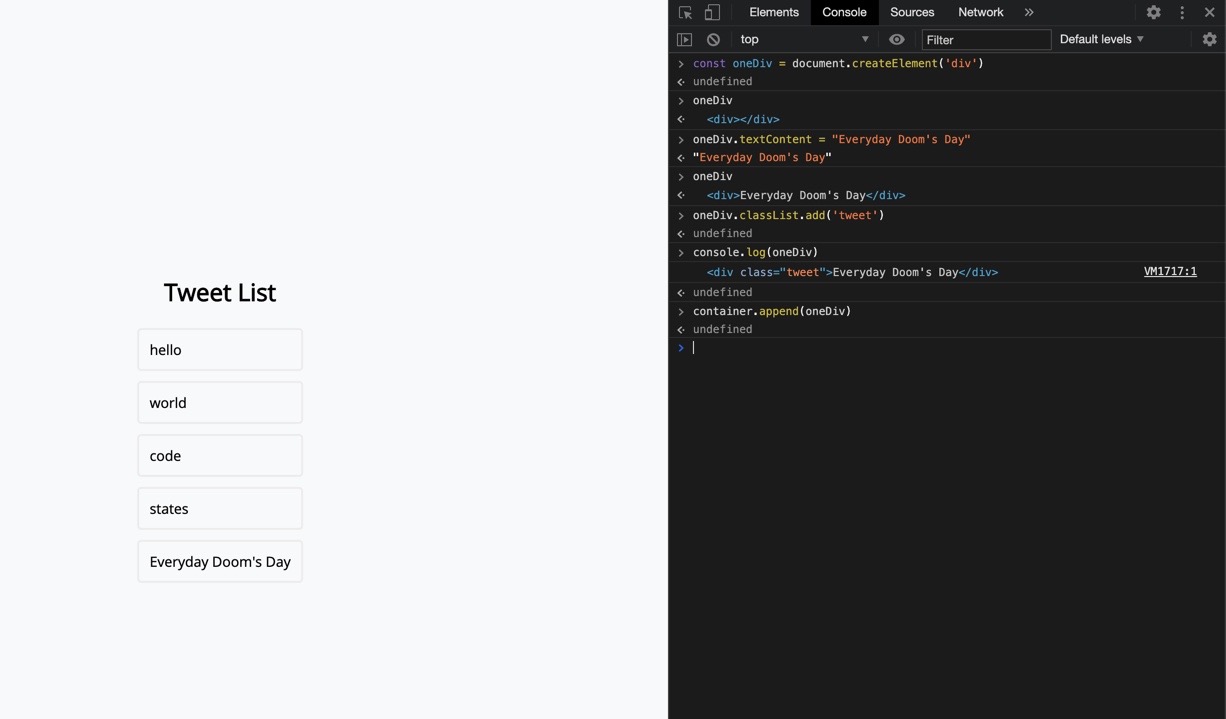 Tweet List
hello
world
code
states
Everyday Doom's Day
Elements Console Sources Network »
top Filter Default levels
> const oneDiv = document.createElement('div')
undefined
> oneDiv
<div></div>
> oneDiv.textContent = "Everyday Doom's Day"
"Everyday Doom's Day"
> oneDiv
<div>Everyday Doom's Day</div>
> oneDiv.classList.add('tweet')
undefined
> console.log(oneDiv)
<div class="tweet">Everyday Doom's Day</div> VM1717:1
undefined
> container.append(oneDiv)
undefined
>